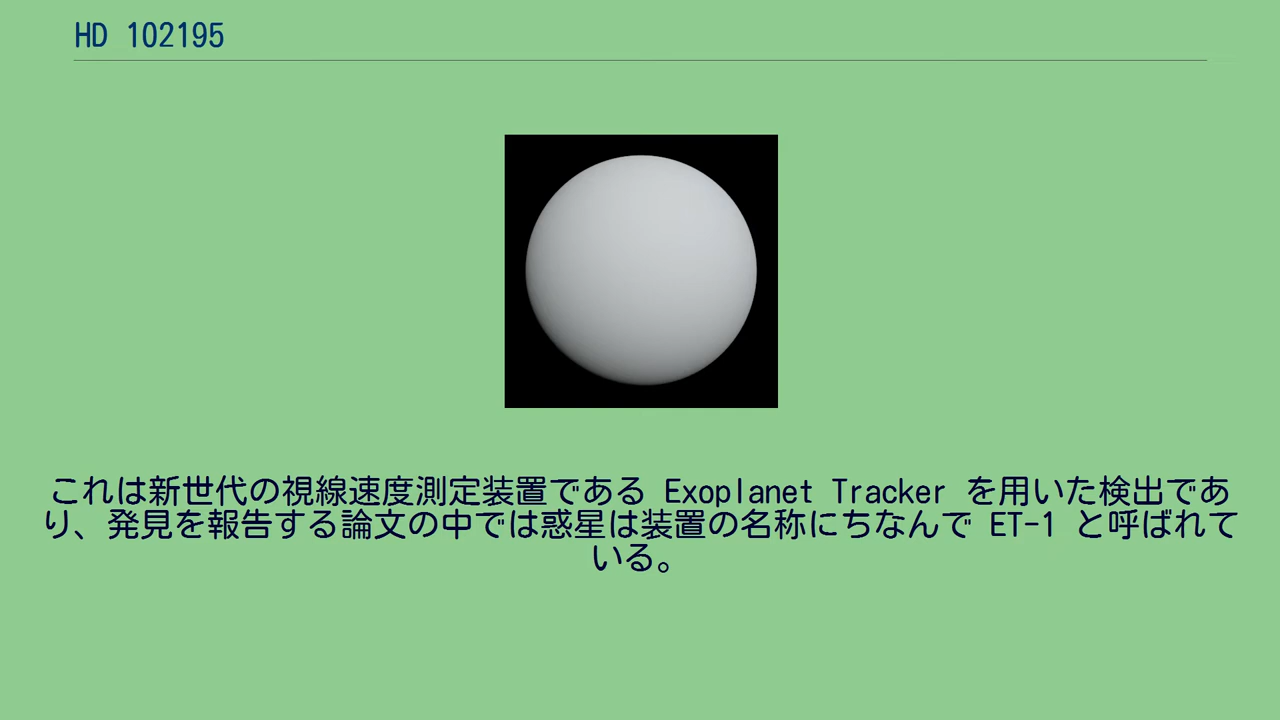 HD 102195
これは新世代の視線速度測定装置である Exoplanet Tracker を用いた検出であ
り、発見を報告する論文の中では惑星は装置の名称にちなんで ET-1 と呼ばれて
いる。